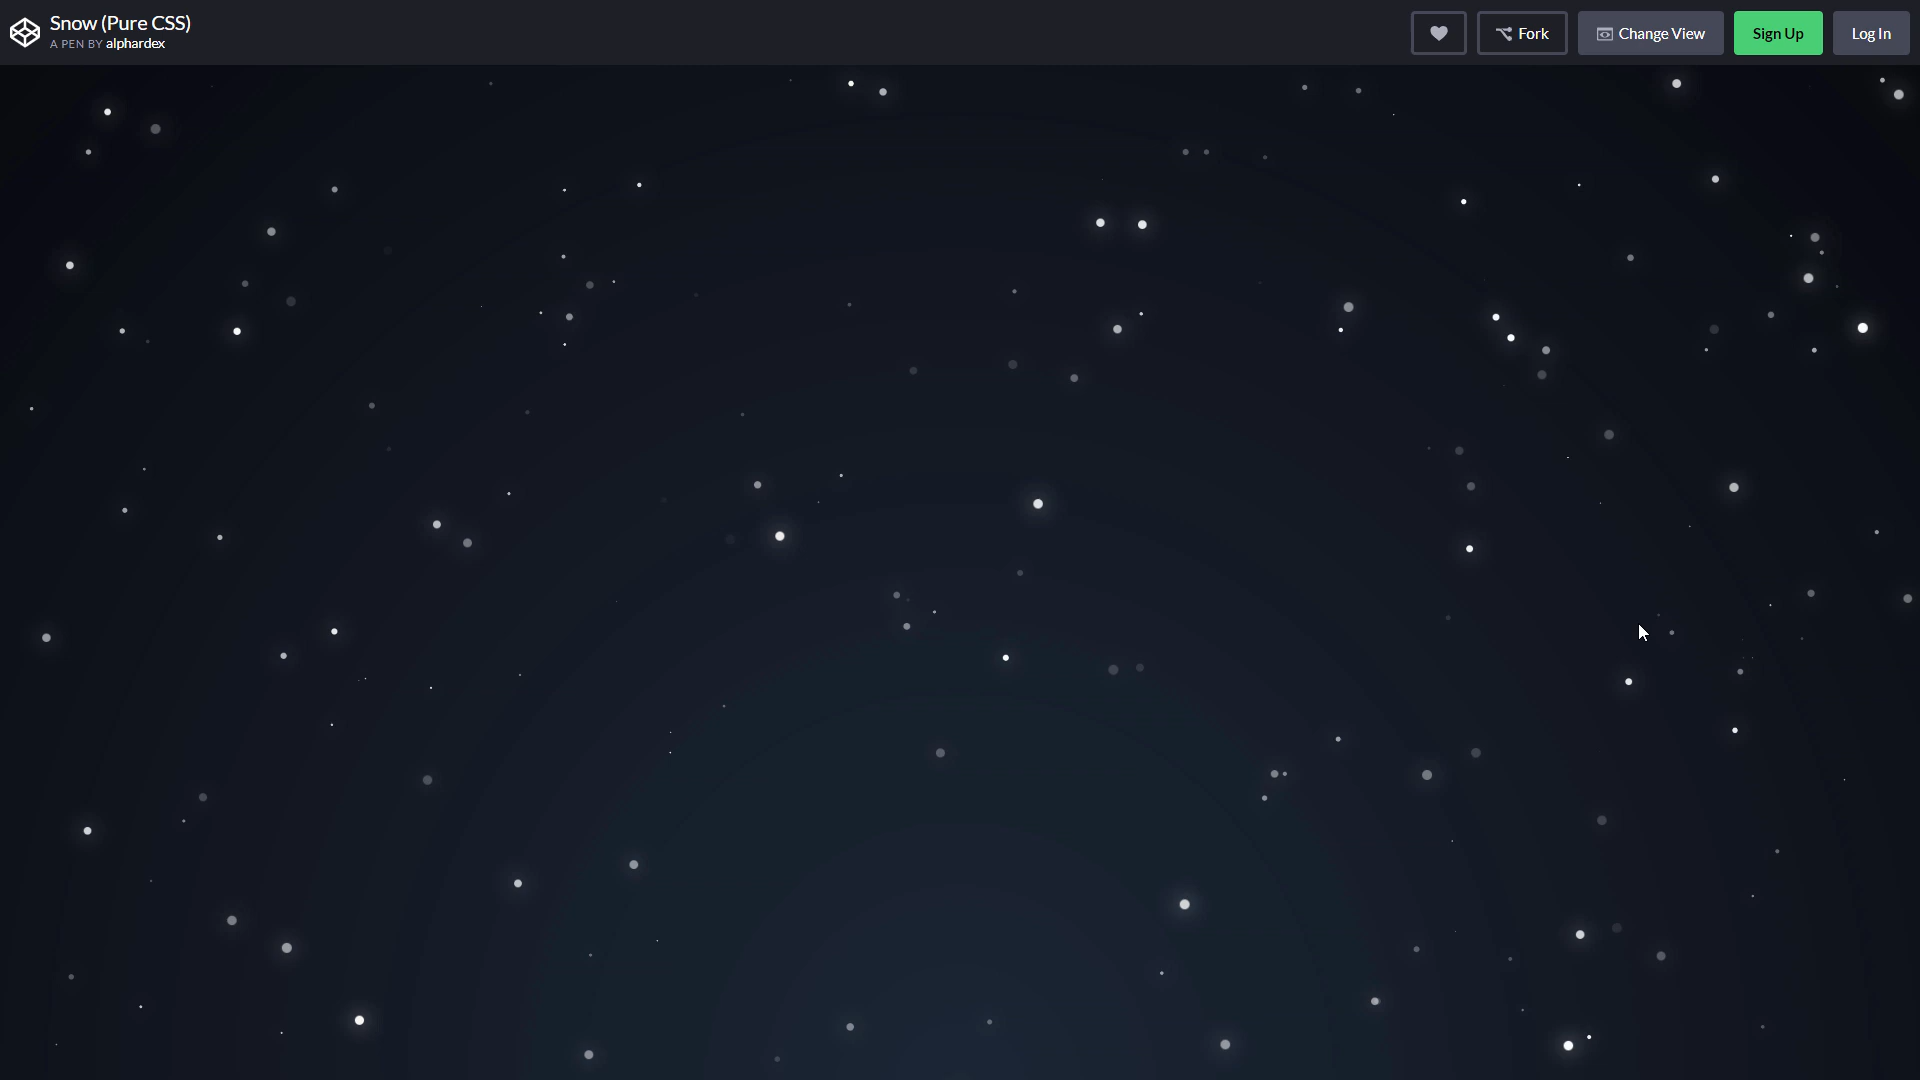 Snow (Pure CSS)
A PEN BY alphardex
Fork
Change View
Sign Up
Log In